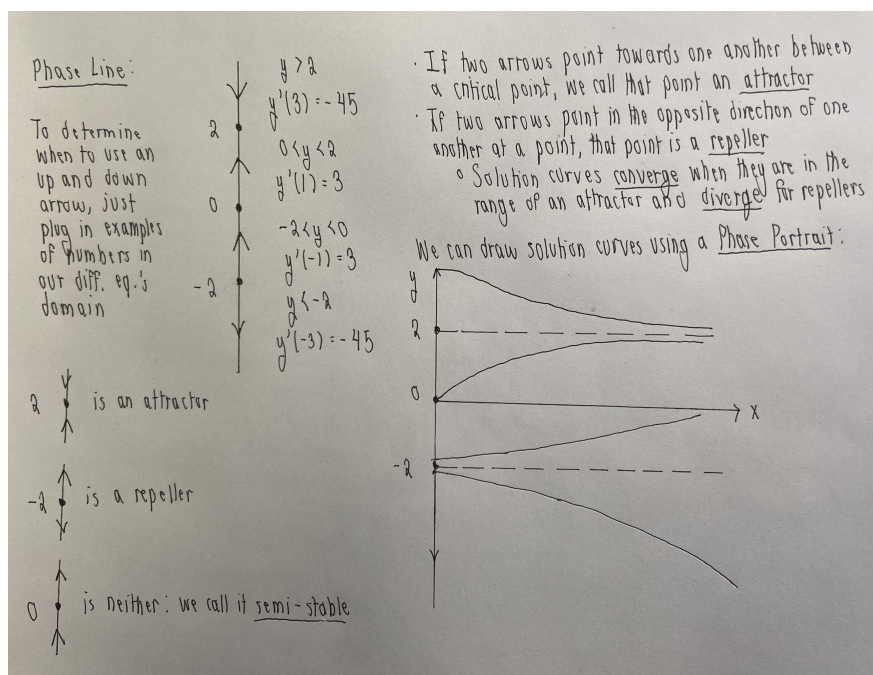 Phase Line:
To determine
when to use an
up and down
arrow, just
plug in examples
of numbers in
our diff. eq.'s
domain
2
0
-2
y > 2
y'(3) = -45
0 < y < 2
y'(1) = 3
-2 < y < 0
y'(-1) = 3
y < -2
y'(-3) = -45
2 is an attractor
-2 is a repeller
0 is neither: we call it semi-stable
· If two arrows point towards one another between
a critical point, we call that point an attractor
· If two arrows point in the opposite direction of one
another at a point, that point is a repeller
o Solution curves converge when they are in the
range of an attractor and diverge for repellers
We can draw solution curves using a Phase Portrait:
y
2
0
x
-2